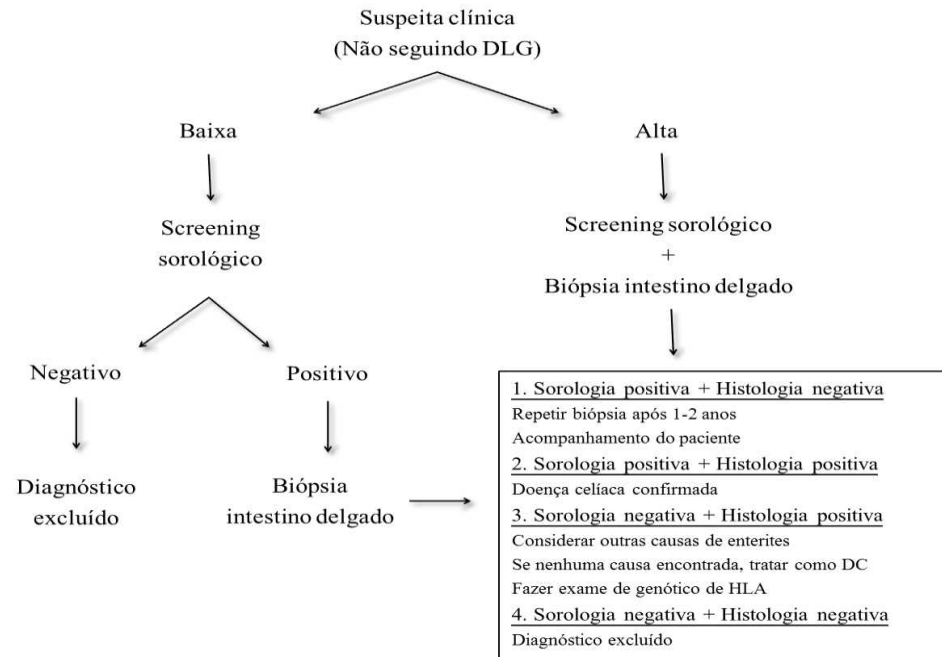 Suspeita clínica
(Não seguindo DLG)
Baixa
Alta
Screening
sorológico
Screening sorológico
+
Biópsia intestino delgado
Negativo
Positivo
Diagnóstico
excluído
Biópsia
intestino delgado
1. Sorologia positiva + Histologia negativa
Repetir biópsia após 1-2 anos
Acompanhamento do paciente
2. Sorologia positiva + Histologia positiva
Doença celíaca confirmada
3. Sorologia negativa + Histologia positiva
Considerar outras causas de enterites
Se nenhuma causa encontrada, tratar como DC
Fazer exame de genótico de HLA
4. Sorologia negativa + Histologia negativa
Diagnóstico excluído